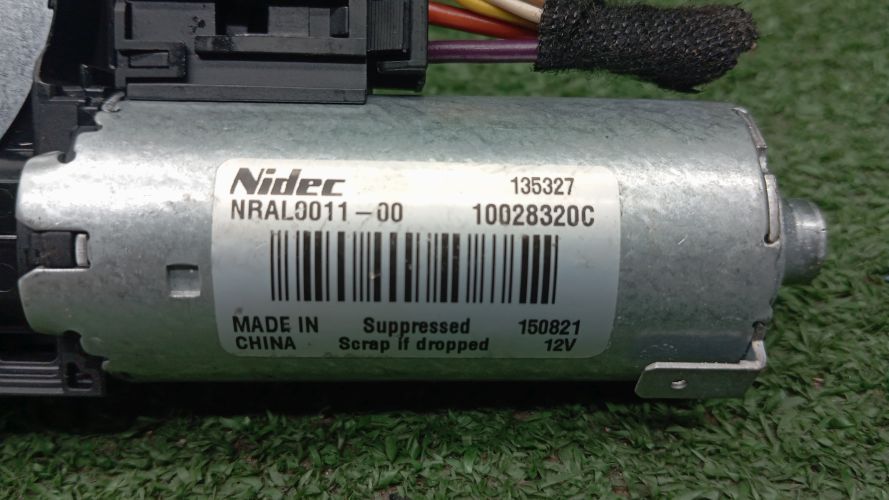 Nidec 135327
NRAL0011-00 10028320C
MADE IN Suppressed 150821
CHINA Scrap if dropped 12V